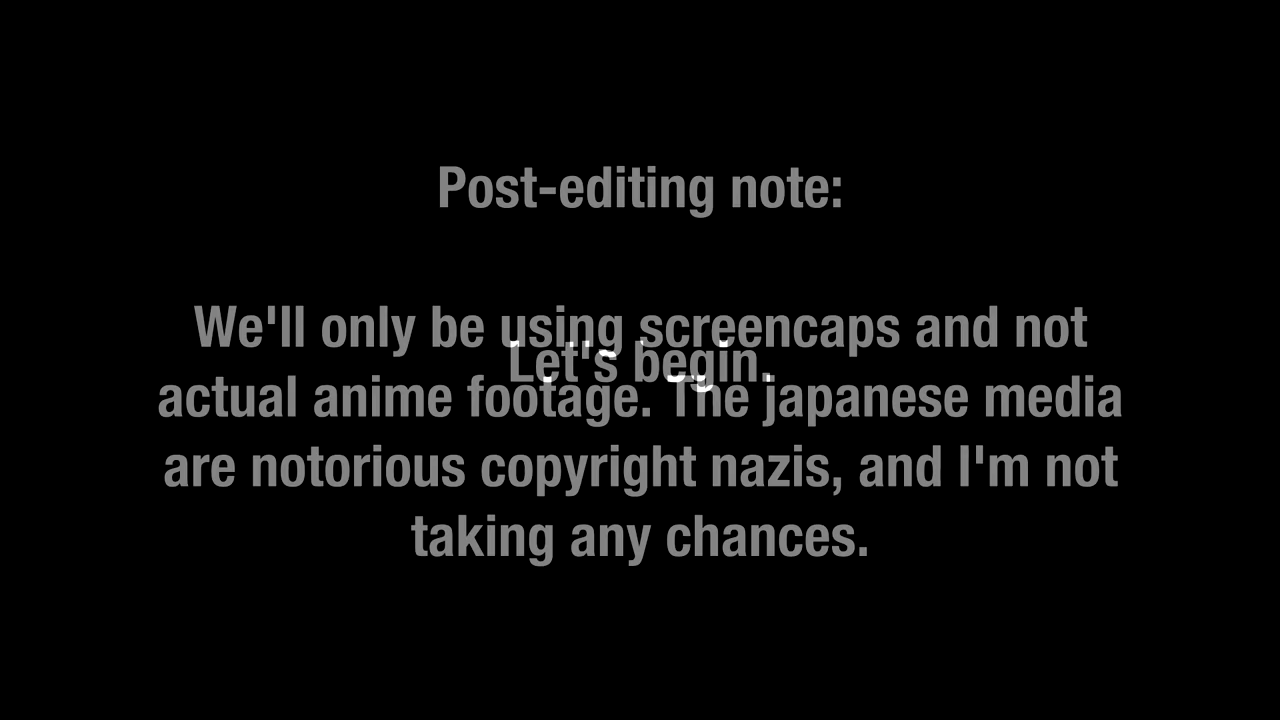 Post-editing note:
We'll only be using screencaps and not
Let's begin.
actual anime footage. The japanese media
are notorious copyright nazis, and I'm not
taking any chances.